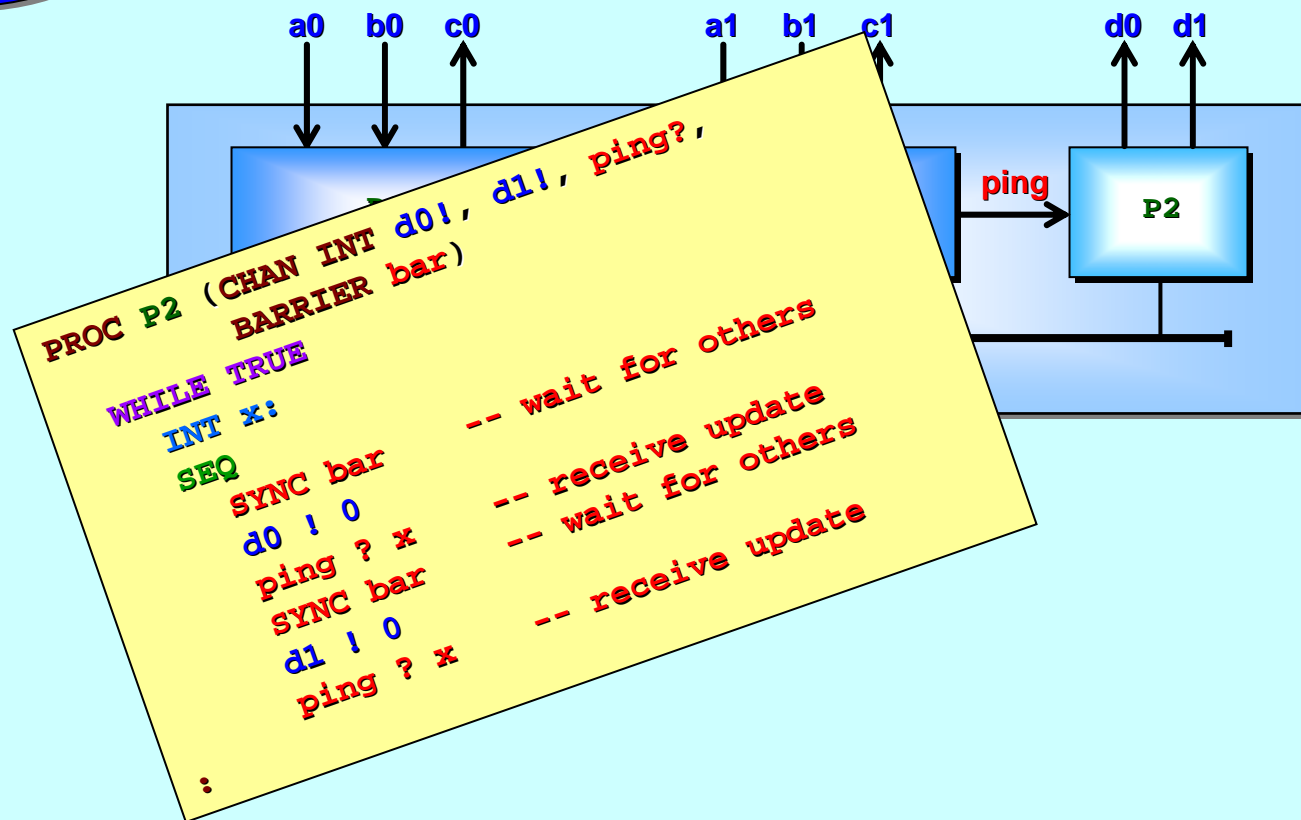 a0 b0 c0 a1 b1 c1 d0 d1
ping
P2
PROC P2 (CHAN INT d0!, d1!, ping?,
BARRIER bar)
WHILE TRUE
INT x:
SEQ
SYNC bar -- wait for others
d0 ! 0
ping ? x -- receive update
SYNC bar -- wait for others
d1 ! 0
ping ? x -- receive update
: